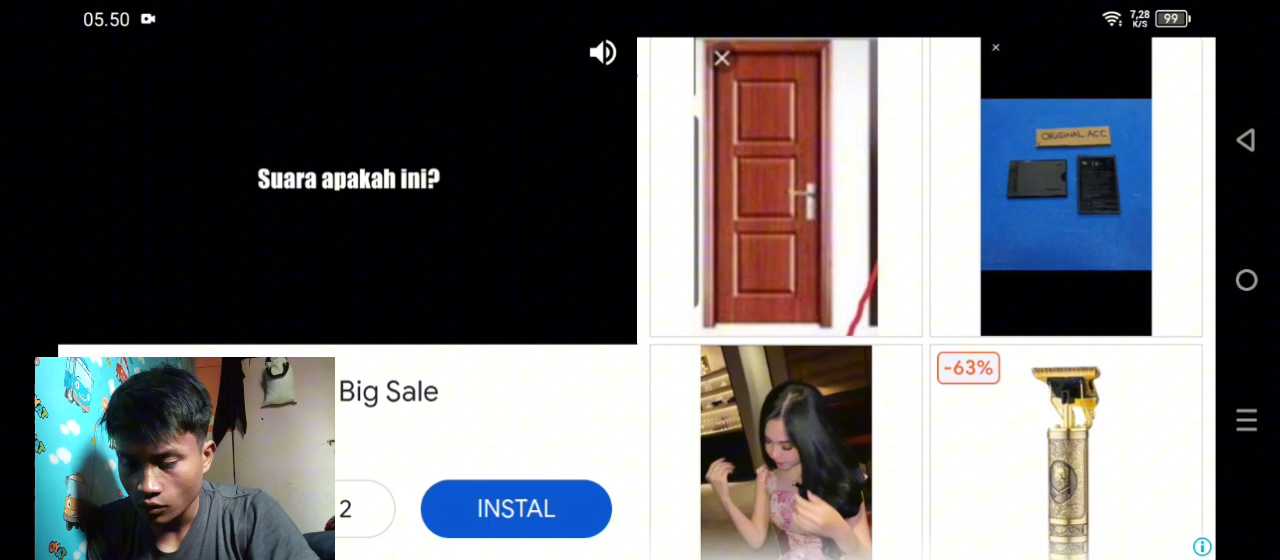 05.50
7,28
K/S
99
Suara apakah ini?
ORIGINAL ACC
Big Sale
-63%
2
INSTAL